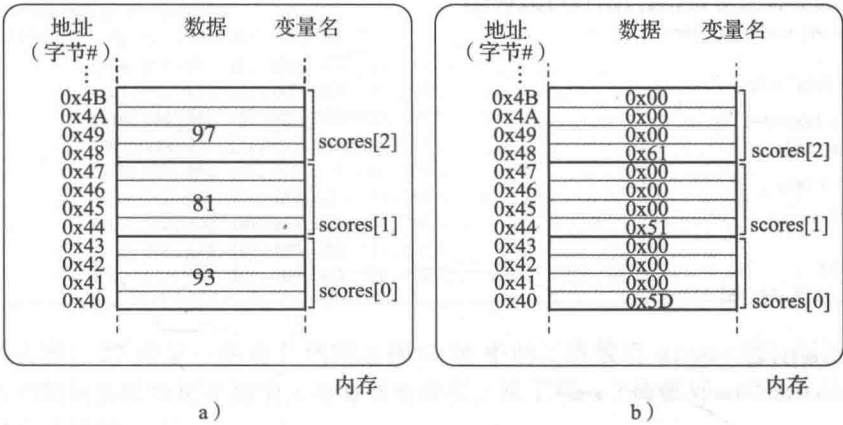 地址
(字节#)
数据
变量名
⋮
0x4B
0x4A
0x49
0x48
97
scores[2]
0x47
0x46
0x45
0x44
81
scores[1]
0x43
0x42
0x41
0x40
93
scores[0]
内存
a)
地址
(字节#)
数据
变量名
⋮
0x4B 0x00
0x4A 0x00
0x49 0x00
0x48 0x61
scores[2]
0x47 0x00
0x46 0x00
0x45 0x00
0x44 0x51
scores[1]
0x43 0x00
0x42 0x00
0x41 0x00
0x40 0x5D
scores[0]
内存
b)